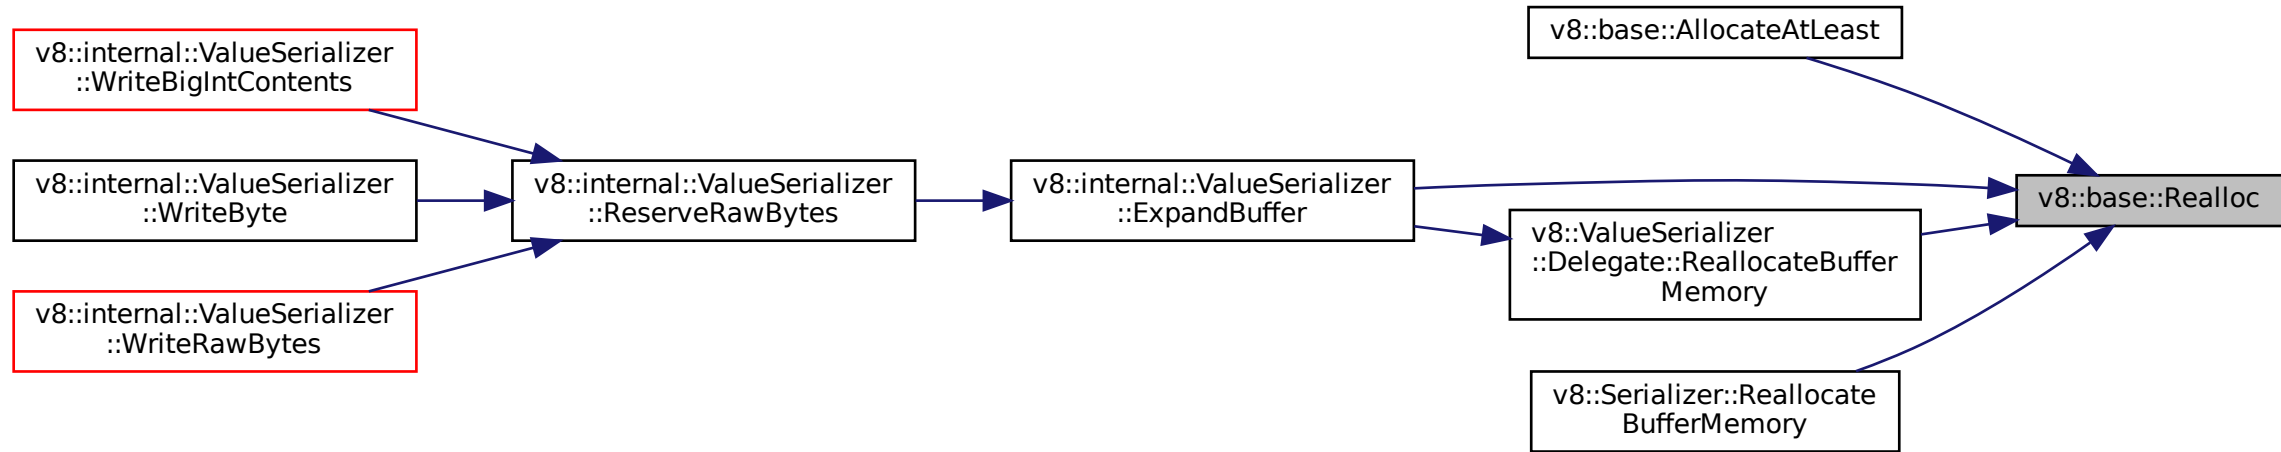 v8::internal::ValueSerializer
::WriteBigIntContents
v8::internal::ValueSerializer
::WriteByte
v8::internal::ValueSerializer
::WriteRawBytes
v8::internal::ValueSerializer
::ReserveRawBytes
v8::internal::ValueSerializer
::ExpandBuffer
v8::base::AllocateAtLeast
v8::ValueSerializer
::Delegate::ReallocateBuffer
Memory
v8::Serializer::Reallocate
BufferMemory
v8::base::Realloc